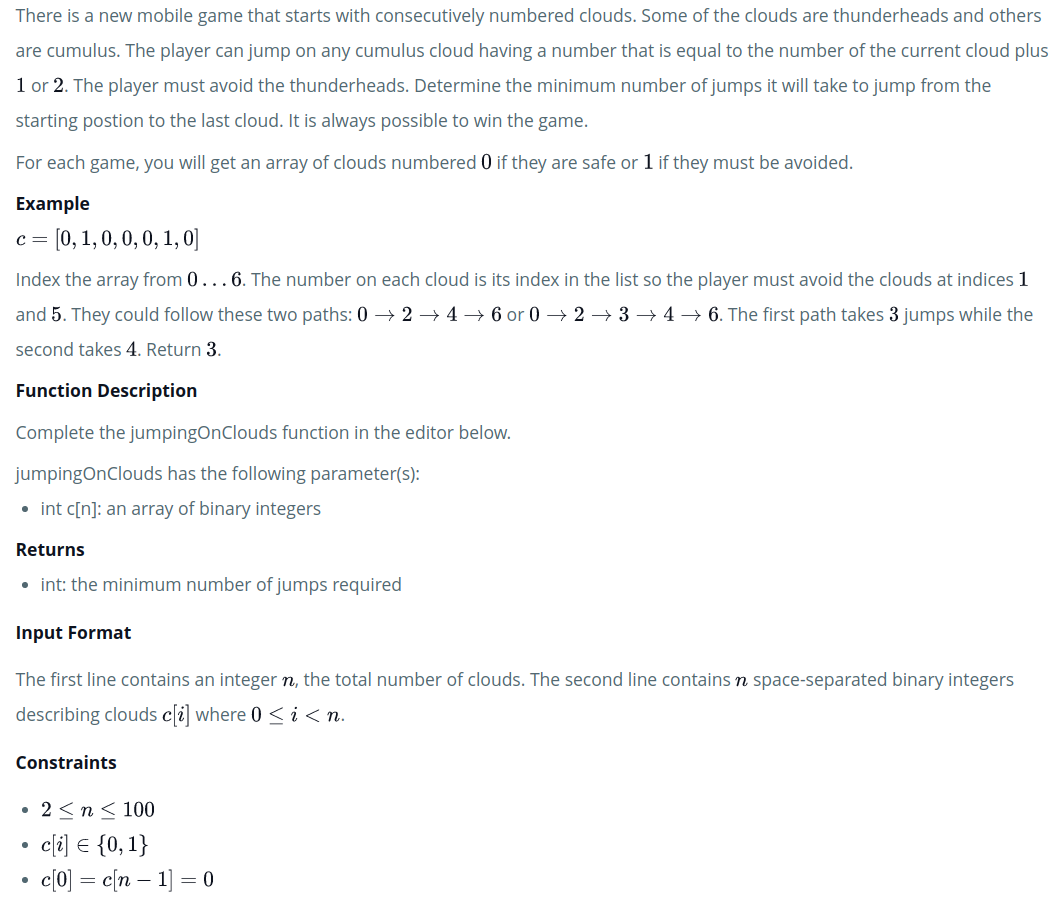 There is a new mobile game that starts with consecutively numbered clouds. Some of the clouds are thunderheads and others
are cumulus. The player can jump on any cumulus cloud having a number that is equal to the number of the current cloud plus
1 or 2. The player must avoid the thunderheads. Determine the minimum number of jumps it will take to jump from the
starting postion to the last cloud. It is always possible to win the game.
For each game, you will get an array of clouds numbered 0 if they are safe or 1 if they must be avoided.
Example
c = [0, 1, 0, 0, 0, 1, 0]
Index the array from 0 . . . 6. The number on each cloud is its index in the list so the player must avoid the clouds at indices 1
and 5. They could follow these two paths: 0 → 2 → 4 → 6 or 0 → 2 → 3 → 4 → 6. The first path takes 3 jumps while the
second takes 4. Return 3.
Function Description
Complete the jumpingOnClouds function in the editor below.
jumpingOnClouds has the following parameter(s):
• int c[n]: an array of binary integers
Returns
• int: the minimum number of jumps required
Input Format
The first line contains an integer n, the total number of clouds. The second line contains n space-separated binary integers
describing clouds c[i] where 0 ≤ i < n.
Constraints
• 2 ≤ n ≤ 100
• c[i] ∈ {0, 1}
• c[0] = c[n − 1] = 0